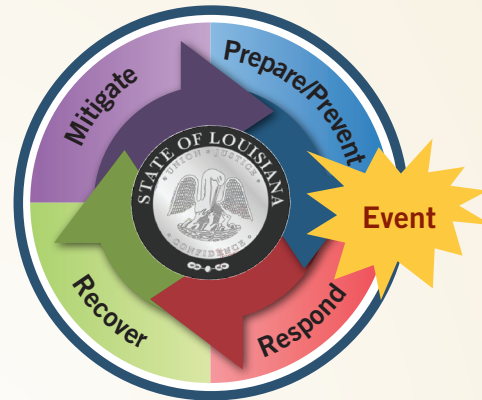 Mitigate
Prepare/Prevent
Event
Respond
Recover
STATE OF LOUISIANA
UNION · JUSTICE
CONFIDENCE